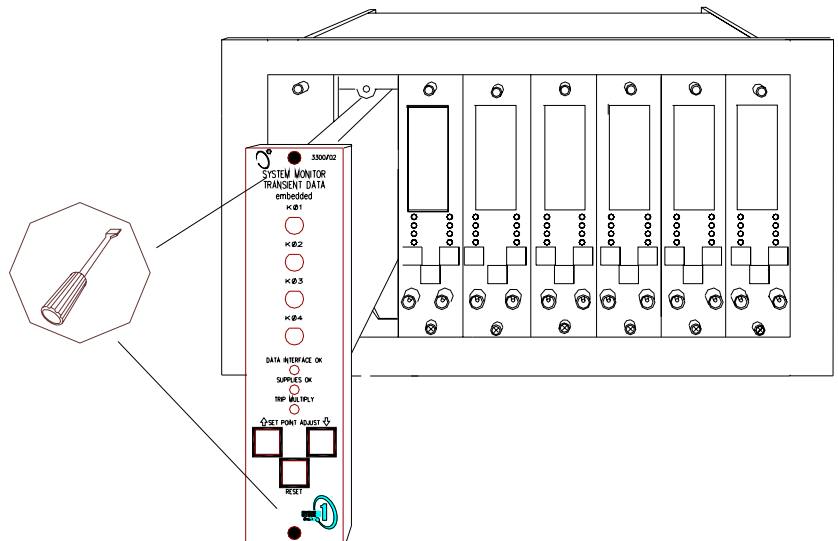 3300/02
SYSTEM MONITOR
TRANSIENT DATA
embedded
KØ1
KØ2
KØ3
KØ4
DATA INTERFACE OK
SUPPLIES OK
TRIP MULTIPLY
⇧SET POINT ADJUST ⇩
RESET
1